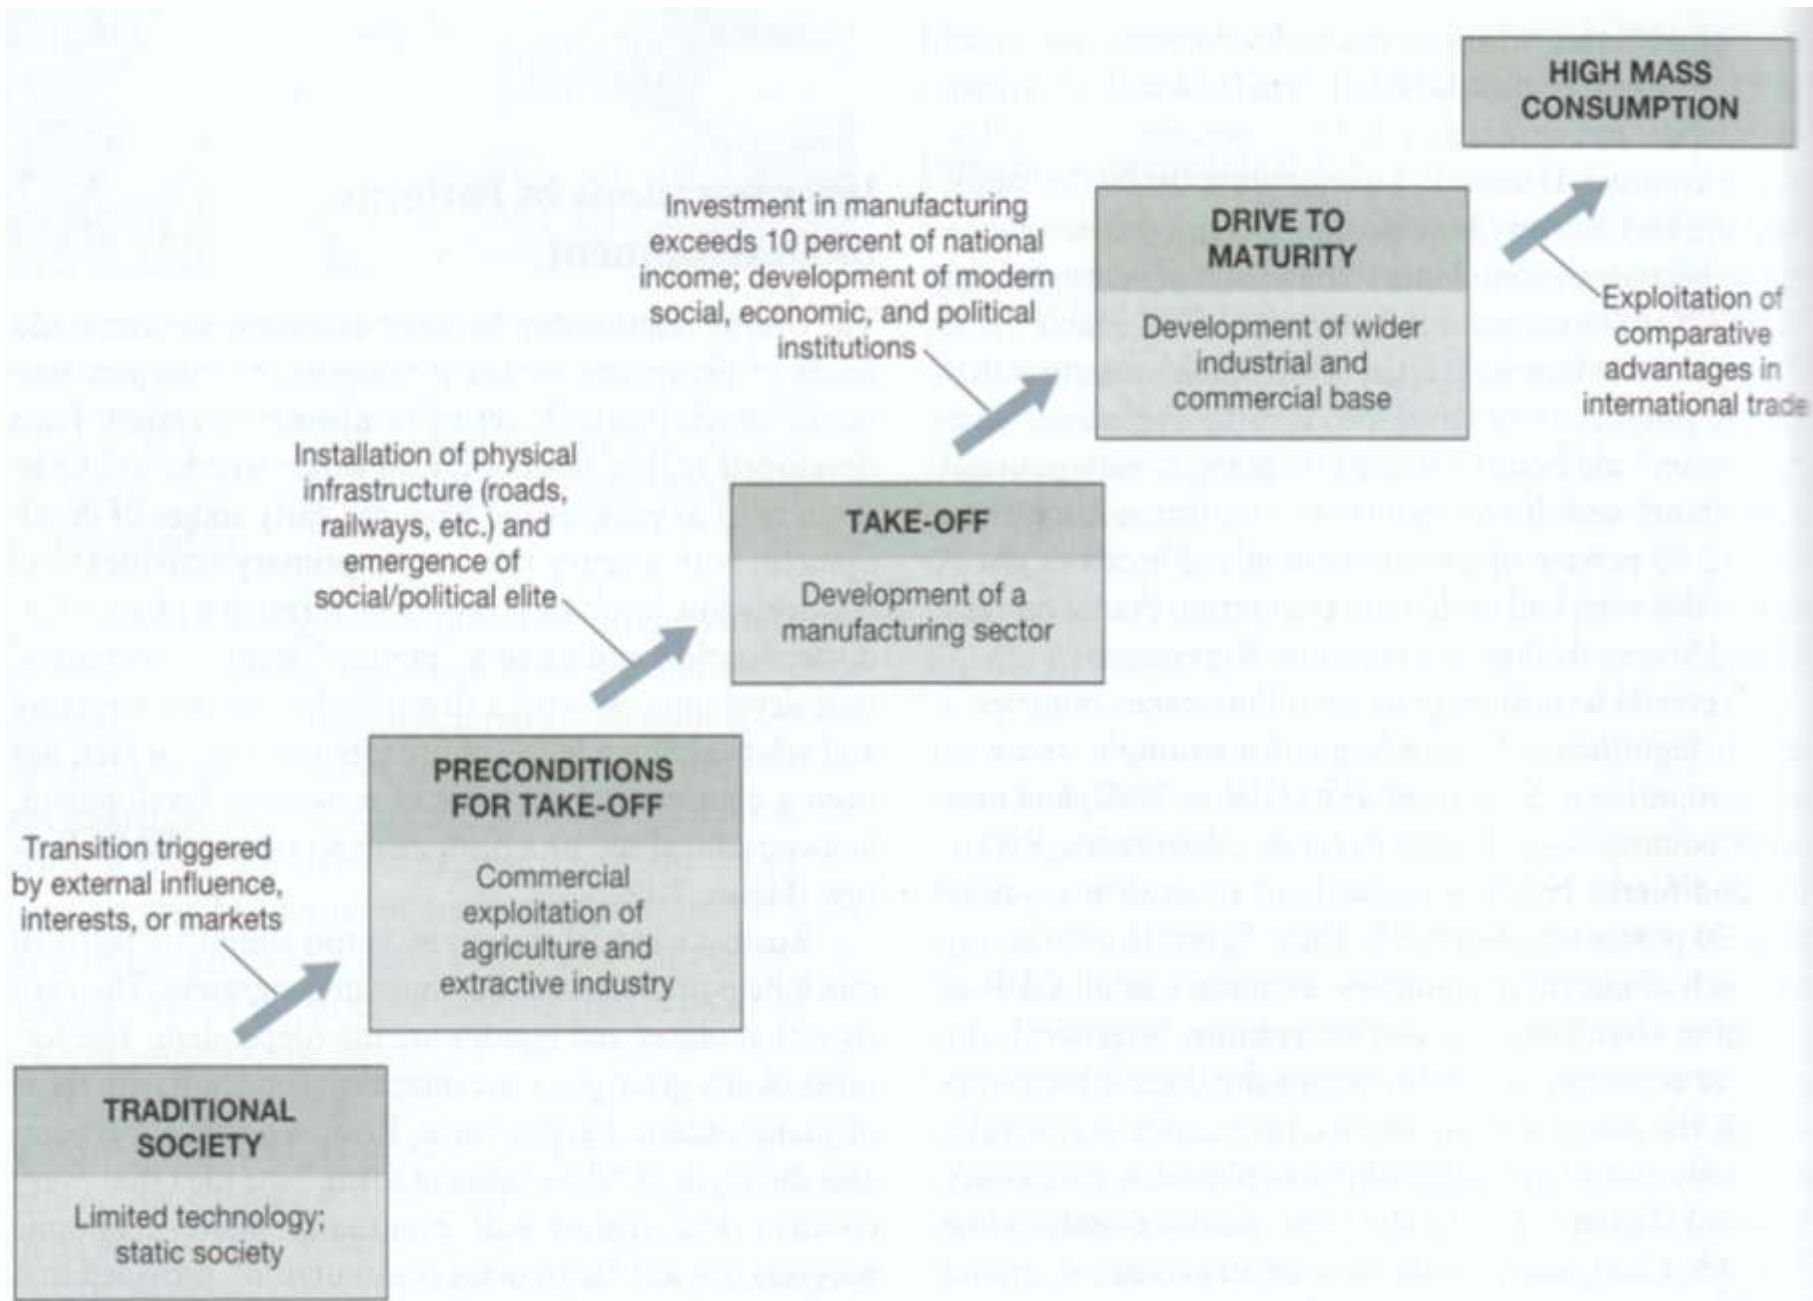 HIGH MASS
CONSUMPTION
Investment in manufacturing
exceeds 10 percent of national
income; development of modern
social, economic, and political
institutions
DRIVE TO
MATURITY
Development of wider
industrial and
commercial base
Exploitation of
comparative
advantages in
international trade
Installation of physical
infrastructure (roads,
railways, etc.) and
emergence of
social/political elite
TAKE-OFF
Development of a
manufacturing sector
Transition triggered
by external influence,
interests, or markets
PRECONDITIONS
FOR TAKE-OFF
Commercial
exploitation of
agriculture and
extractive industry
TRADITIONAL
SOCIETY
Limited technology;
static society